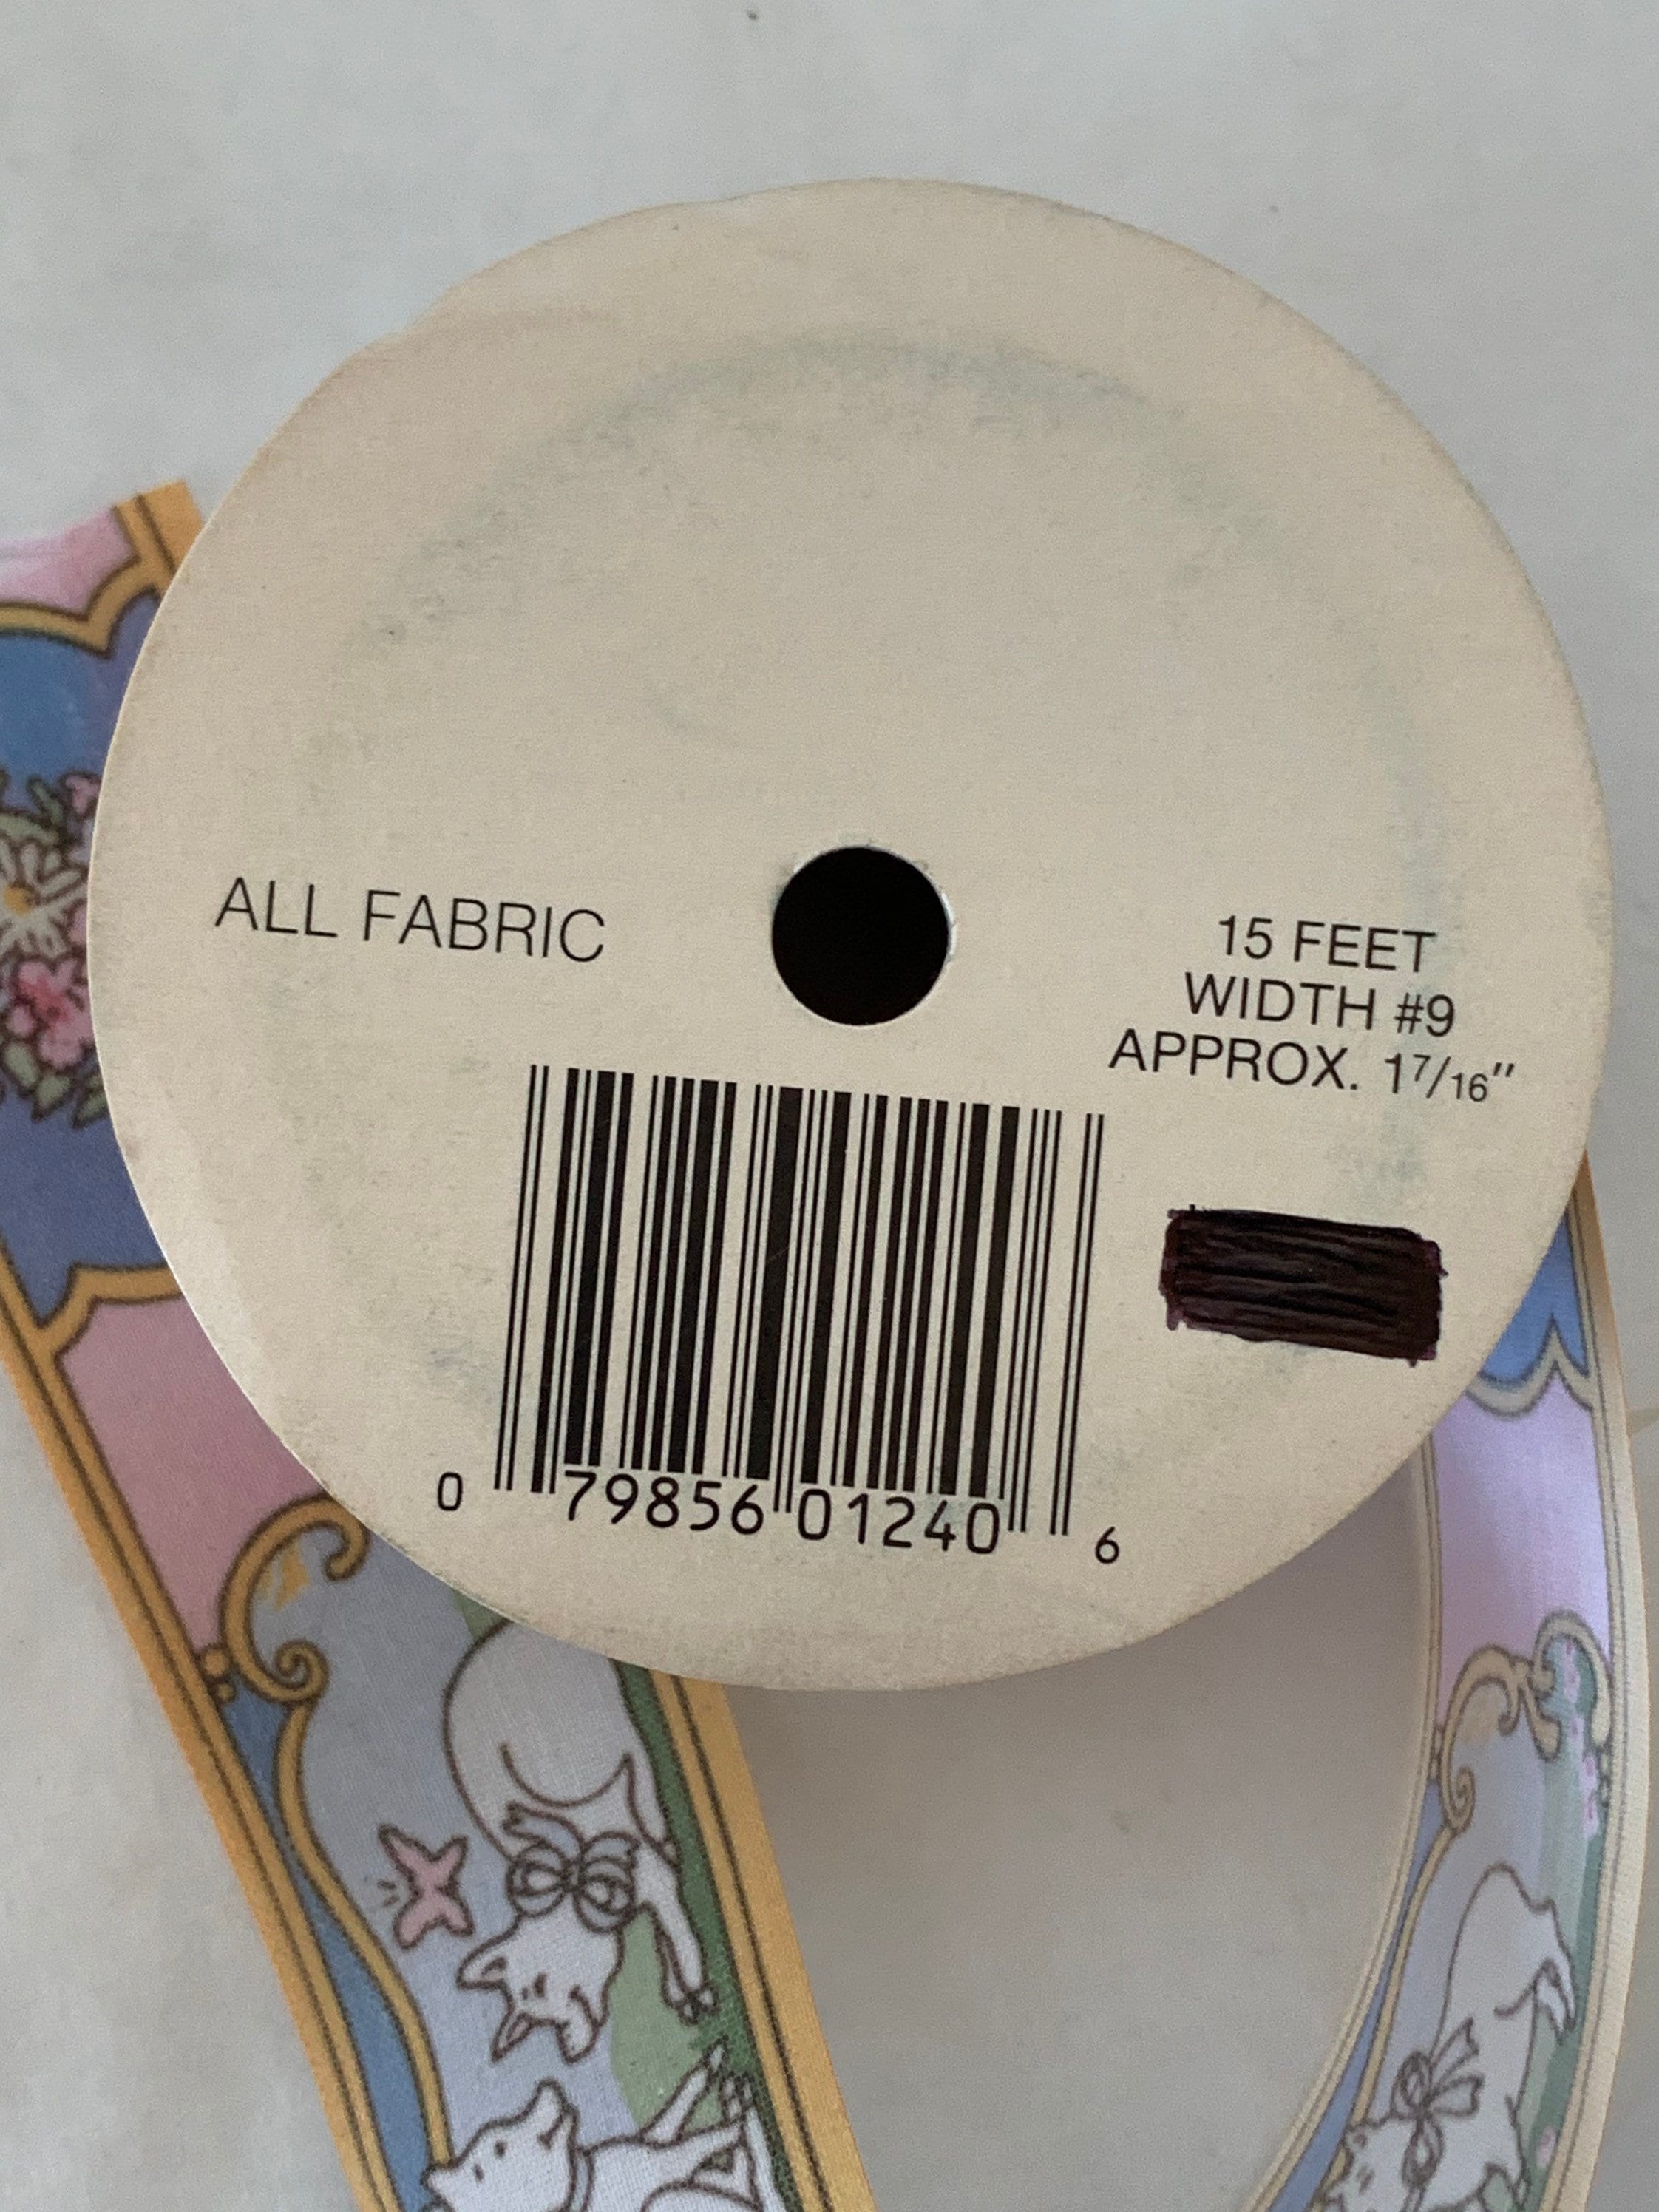 ALL FABRIC
15 FEET
WIDTH #9
APPROX. 1 7/16"
0 79856 01240 6